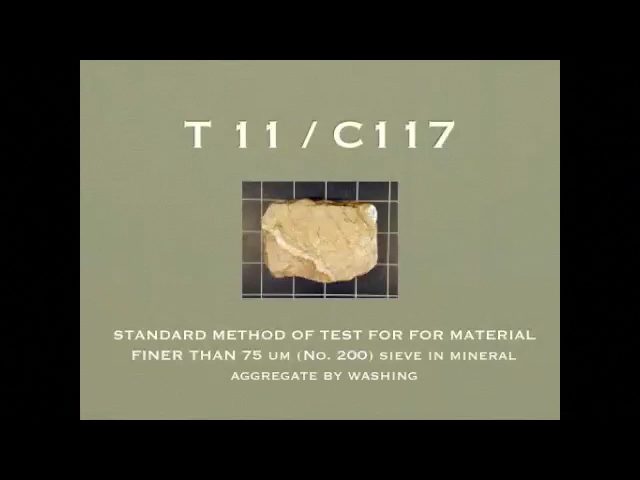 T 11 / C117
STANDARD METHOD OF TEST FOR FOR MATERIAL
FINER THAN 75 UM (NO. 200) SIEVE IN MINERAL
AGGREGATE BY WASHING